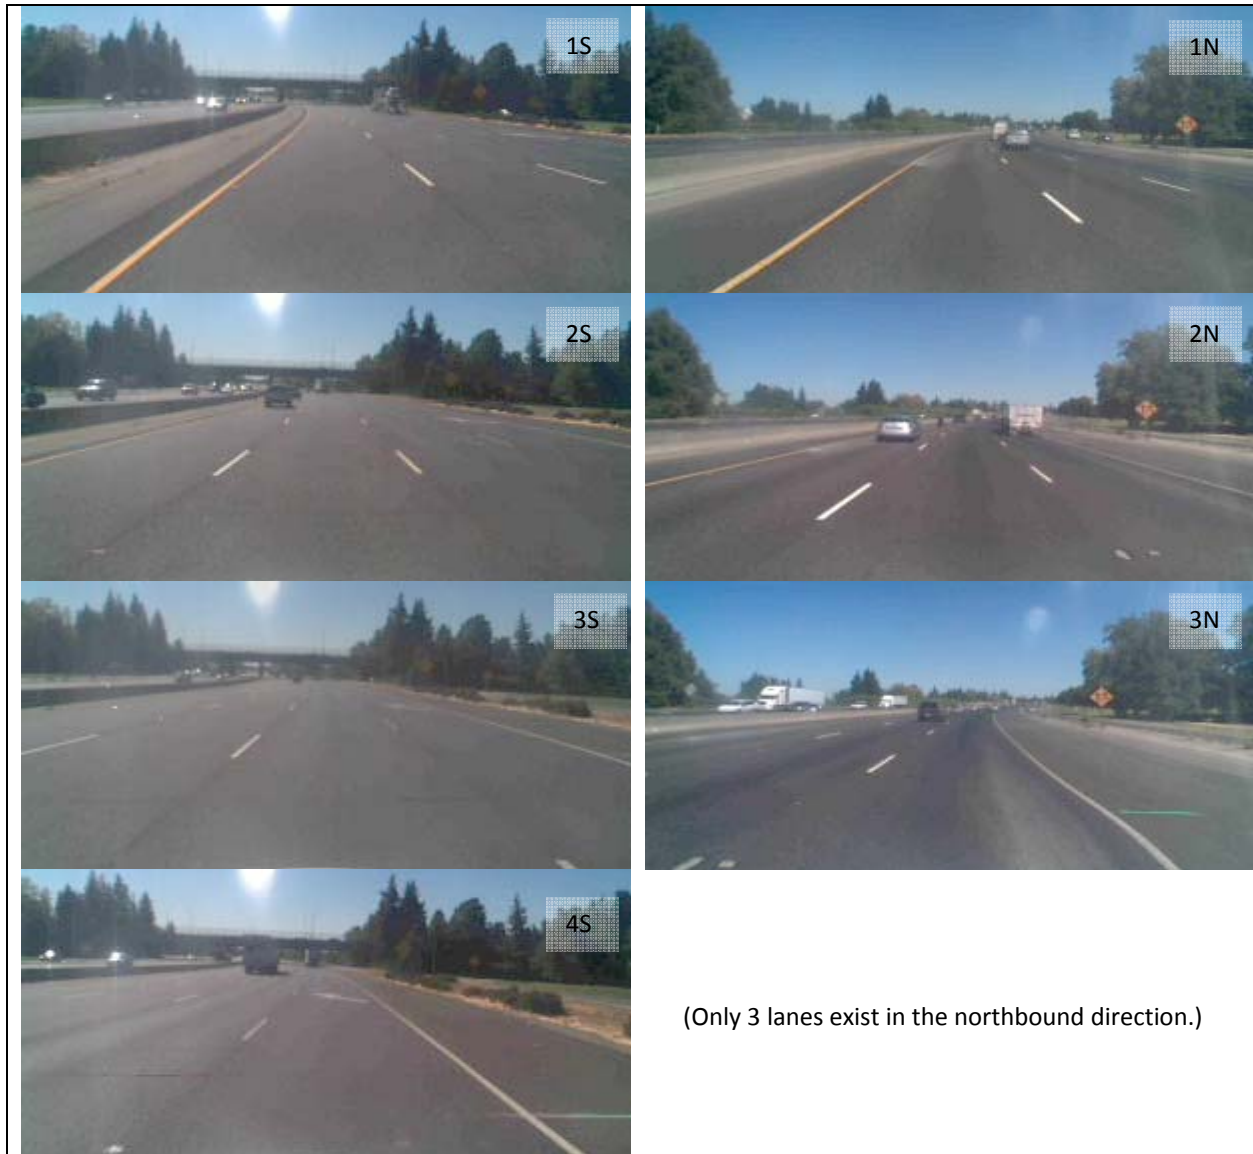 1S
1N
2S
2N
3S
3N
4S
(Only 3 lanes exist in the northbound direction.)